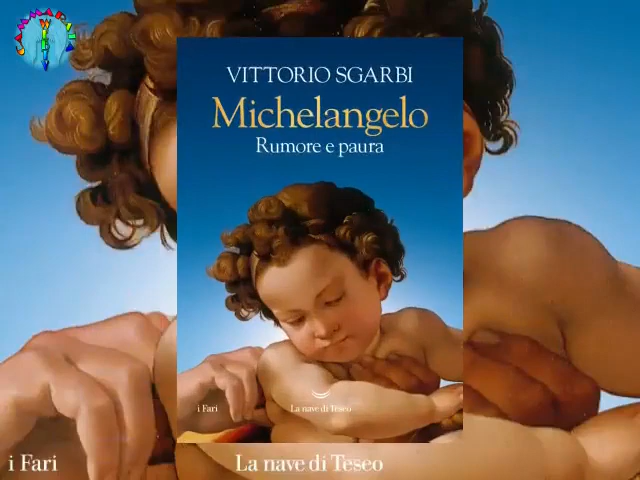 VITTORIO SGARBI
Michelangelo
Rumore e paura
i Fari
La nave di Teseo
i Fari
La nave di Teseo